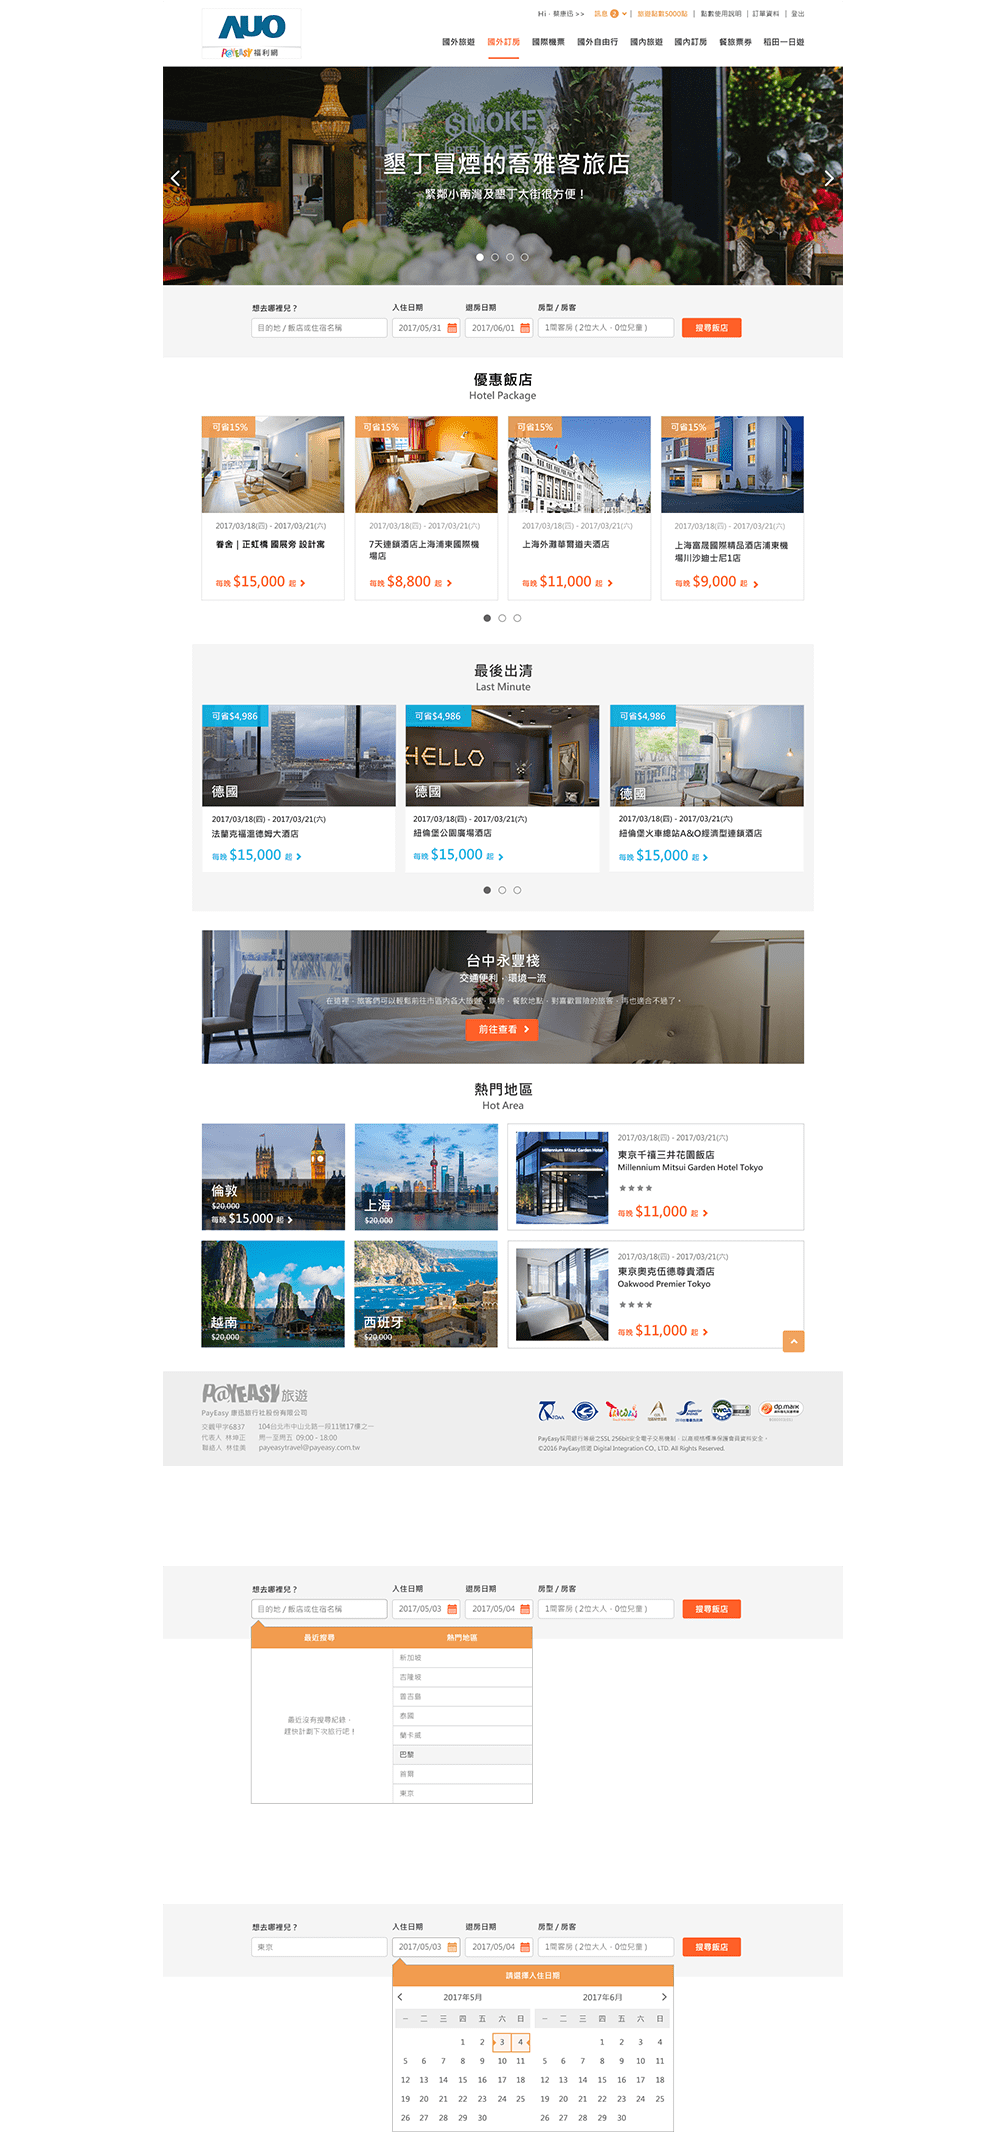 AUO
PayEasy福利網
Hi，蔡康迅 >> 訊息 2 | 旅遊點數5000點 | 點數使用說明 | 訂單資料 | 登出
國外旅遊 國外訂房 國際機票 國外自由行 國內旅遊 國內訂房 餐旅票券 稻田一日遊
SMOKEY
HOTEL
JOE'S
墾丁冒煙的喬雅客旅店
緊鄰小南灣及墾丁大街很方便！
想去哪裡兒？ 入住日期 退房日期 房型 / 房客
目的地 / 飯店或住宿名稱 2017/05/31 2017/06/01 1間客房 ( 2位大人，0位兒童 ) 搜尋飯店
優惠飯店
Hotel Package
可省15% 可省15% 可省15% 可省15%
2017/03/18(四) - 2017/03/21(六)
眷舍｜正虹橋 國展旁 設計寓
每晚 $15,000 起
2017/03/18(四) - 2017/03/21(六)
7天連鎖酒店上海浦東國際機
場店
每晚 $8,800 起
2017/03/18(四) - 2017/03/21(六)
上海外灘華爾道夫酒店
每晚 $11,000 起
2017/03/18(四) - 2017/03/21(六)
上海富晟國際精品酒店浦東機
場川沙迪士尼1店
每晚 $9,000 起
最後出清
Last Minute
可省$4,986
德國
2017/03/18(四) - 2017/03/21(六)
法蘭克福溫德姆大酒店
每晚 $15,000 起
可省$4,986
HELLO
德國
2017/03/18(四) - 2017/03/21(六)
紐倫堡公園廣場酒店
每晚 $15,000 起
可省$4,986
德國
2017/03/18(四) - 2017/03/21(六)
紐倫堡火車總站A&O經濟型連鎖酒店
每晚 $15,000 起
台中永豐棧
交通便利，環境一流
在這裡，旅客們可以輕鬆前往市區內各大旅遊、購物、餐飲地點，對喜歡冒險的旅客，再也適合不過了。
前往查看
熱門地區
Hot Area
倫敦
$20,000
每晚 $15,000 起
上海
$20,000
Millennium Mitsui Garden Hotel
2017/03/18(四) - 2017/03/21(六)
東京千禧三井花園飯店
Millennium Mitsui Garden Hotel Tokyo
★★★★
每晚 $11,000 起
越南
$20,000
西班牙
$20,000
2017/03/18(四) - 2017/03/21(六)
東京奧克伍德尊貴酒店
Oakwood Premier Tokyo
★★★★
每晚 $11,000 起
P@YEASY 旅遊
PayEasy 康迅旅行社股份有限公司
交觀甲字6837 104台北市中山北路一段11號17樓之一
代表人 林坤正 周一至周五 09:00 - 18:00
聯絡人 林佳美 payeasytravel@payeasy.com.tw
TWCA
dp.mark
PayEasy採用銀行等級之SSL 256bit安全電子交易機制，以高規格標準保護會員資料安全。
©2016 PayEasy旅遊 Digital Integration CO., LTD. All Rights Reserved.
想去哪裡兒？ 入住日期 退房日期 房型 / 房客
目的地 / 飯店或住宿名稱 2017/05/03 2017/05/04 1間客房 ( 2位大人，0位兒童 ) 搜尋飯店
最近搜尋 熱門地區
最近沒有搜尋紀錄，
趕快計劃下次旅行吧！
新加坡
吉隆坡
雲百島
泰國
蘭卡威
巴黎
首爾
東京
想去哪裡兒？ 入住日期 退房日期 房型 / 房客
東京 2017/05/03 2017/05/04 1間客房 ( 2位大人，0位兒童 ) 搜尋飯店
請選擇入住日期
2017年5月 2017年6月
一 二 三 四 五 六 日 一 二 三 四 五 六 日
1 2 3 4 1 2 3 4
5 6 7 8 9 10 11 5 6 7 8 9 10 11
12 13 14 15 16 17 18 12 13 14 15 16 17 18
19 20 21 22 23 24 25 19 20 21 22 23 24 25
26 27 28 29 30 26 27 28 29 30